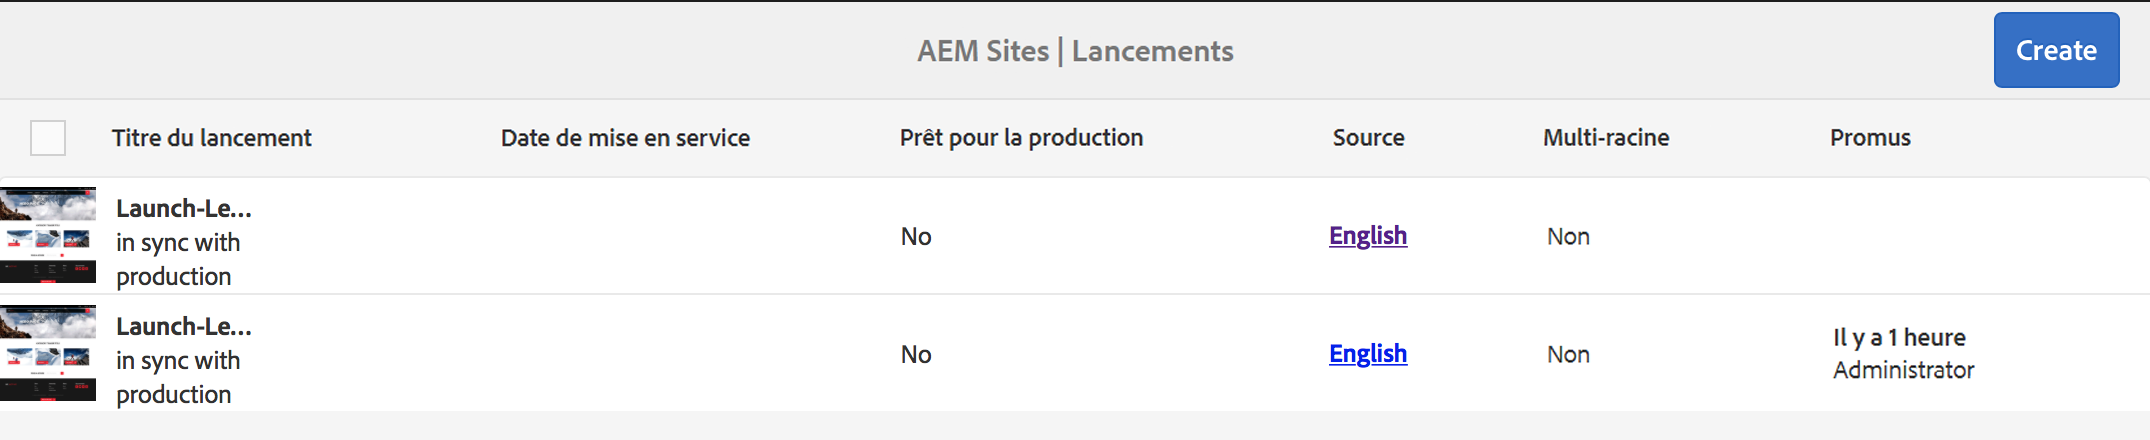 AEM Sites | Lancements
Create
Titre du lancement Date de mise en service Prêt pour la production Source Multi-racine Promus
Launch-Le...
in sync with
production
No English Non
Launch-Le...
in sync with
production
No English Non
Il y a 1 heure
Administrator